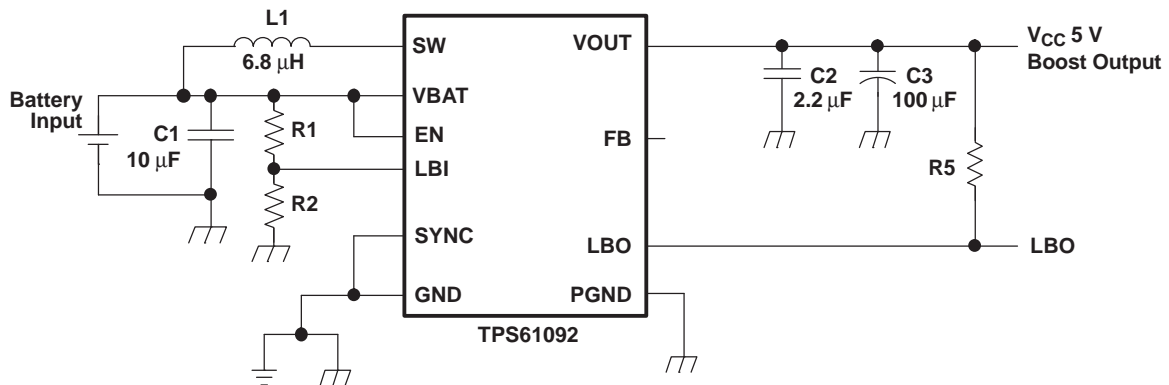 L1
6.8 µH
SW
VOUT
VCC 5 V
Boost Output
Battery
Input
C1
10 µF
VBAT
R1
EN
C2
2.2 µF
C3
100 µF
FB
LBI
R2
R5
SYNC
LBO
LBO
GND
PGND
TPS61092